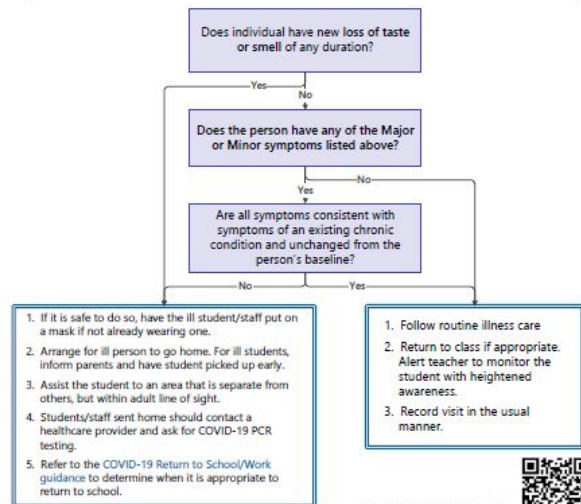 Does individual have new loss of taste
or smell of any duration?
Yes
No
Does the person have any of the Major
or Minor symptoms listed above?
No
Yes
Are all symptoms consistent with
symptoms of an existing chronic
condition and unchanged from the
person's baseline?
No
Yes
1. If it is safe to do so, have the ill student/staff put on
a mask if not already wearing one.
2. Arrange for ill person to go home. For ill students,
inform parents and have student picked up early.
3. Assist the student to an area that is separate from
others, but within adult line of sight.
4. Students/staff sent home should contact a
healthcare provider and ask for COVID-19 PCR
testing.
5. Refer to the COVID-19 Return to School/Work
guidance to determine when it is appropriate to
return to school.
1. Follow routine illness care
2. Return to class if appropriate.
Alert teacher to monitor the
student with heightened
awareness.
3. Record visit in the usual
manner.